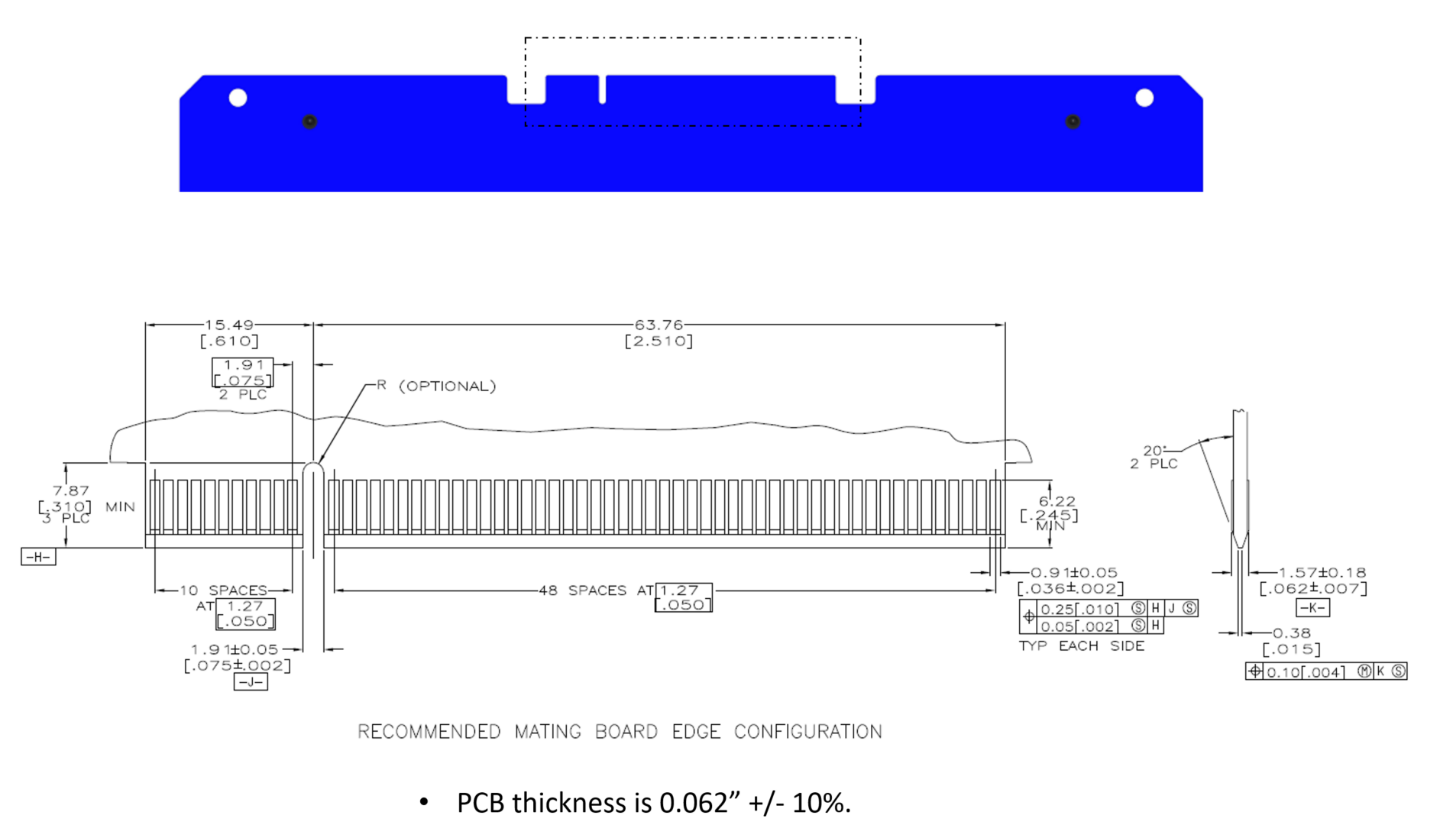 15.49
[.610]
63.76
[2.510]
1.91
[.075]
2 PLC
R (OPTIONAL)
20°
2 PLC
7.87
[.310] MIN
3 PLC
6.22
[.245]
MIN
-H-
10 SPACES
AT 1.27
[.050]
48 SPACES AT 1.27
[.050]
0.91±0.05
[.036±.002]
⌖ 0.25[.010] Ⓢ H J Ⓢ
0.05[.002] Ⓢ H
TYP EACH SIDE
1.57±0.18
[.062±.007]
-K-
0.38
[.015]
⌖ 0.10[.004] Ⓜ K Ⓢ
1.91±0.05
[.075±.002]
-J-
RECOMMENDED MATING BOARD EDGE CONFIGURATION
• PCB thickness is 0.062” +/- 10%.